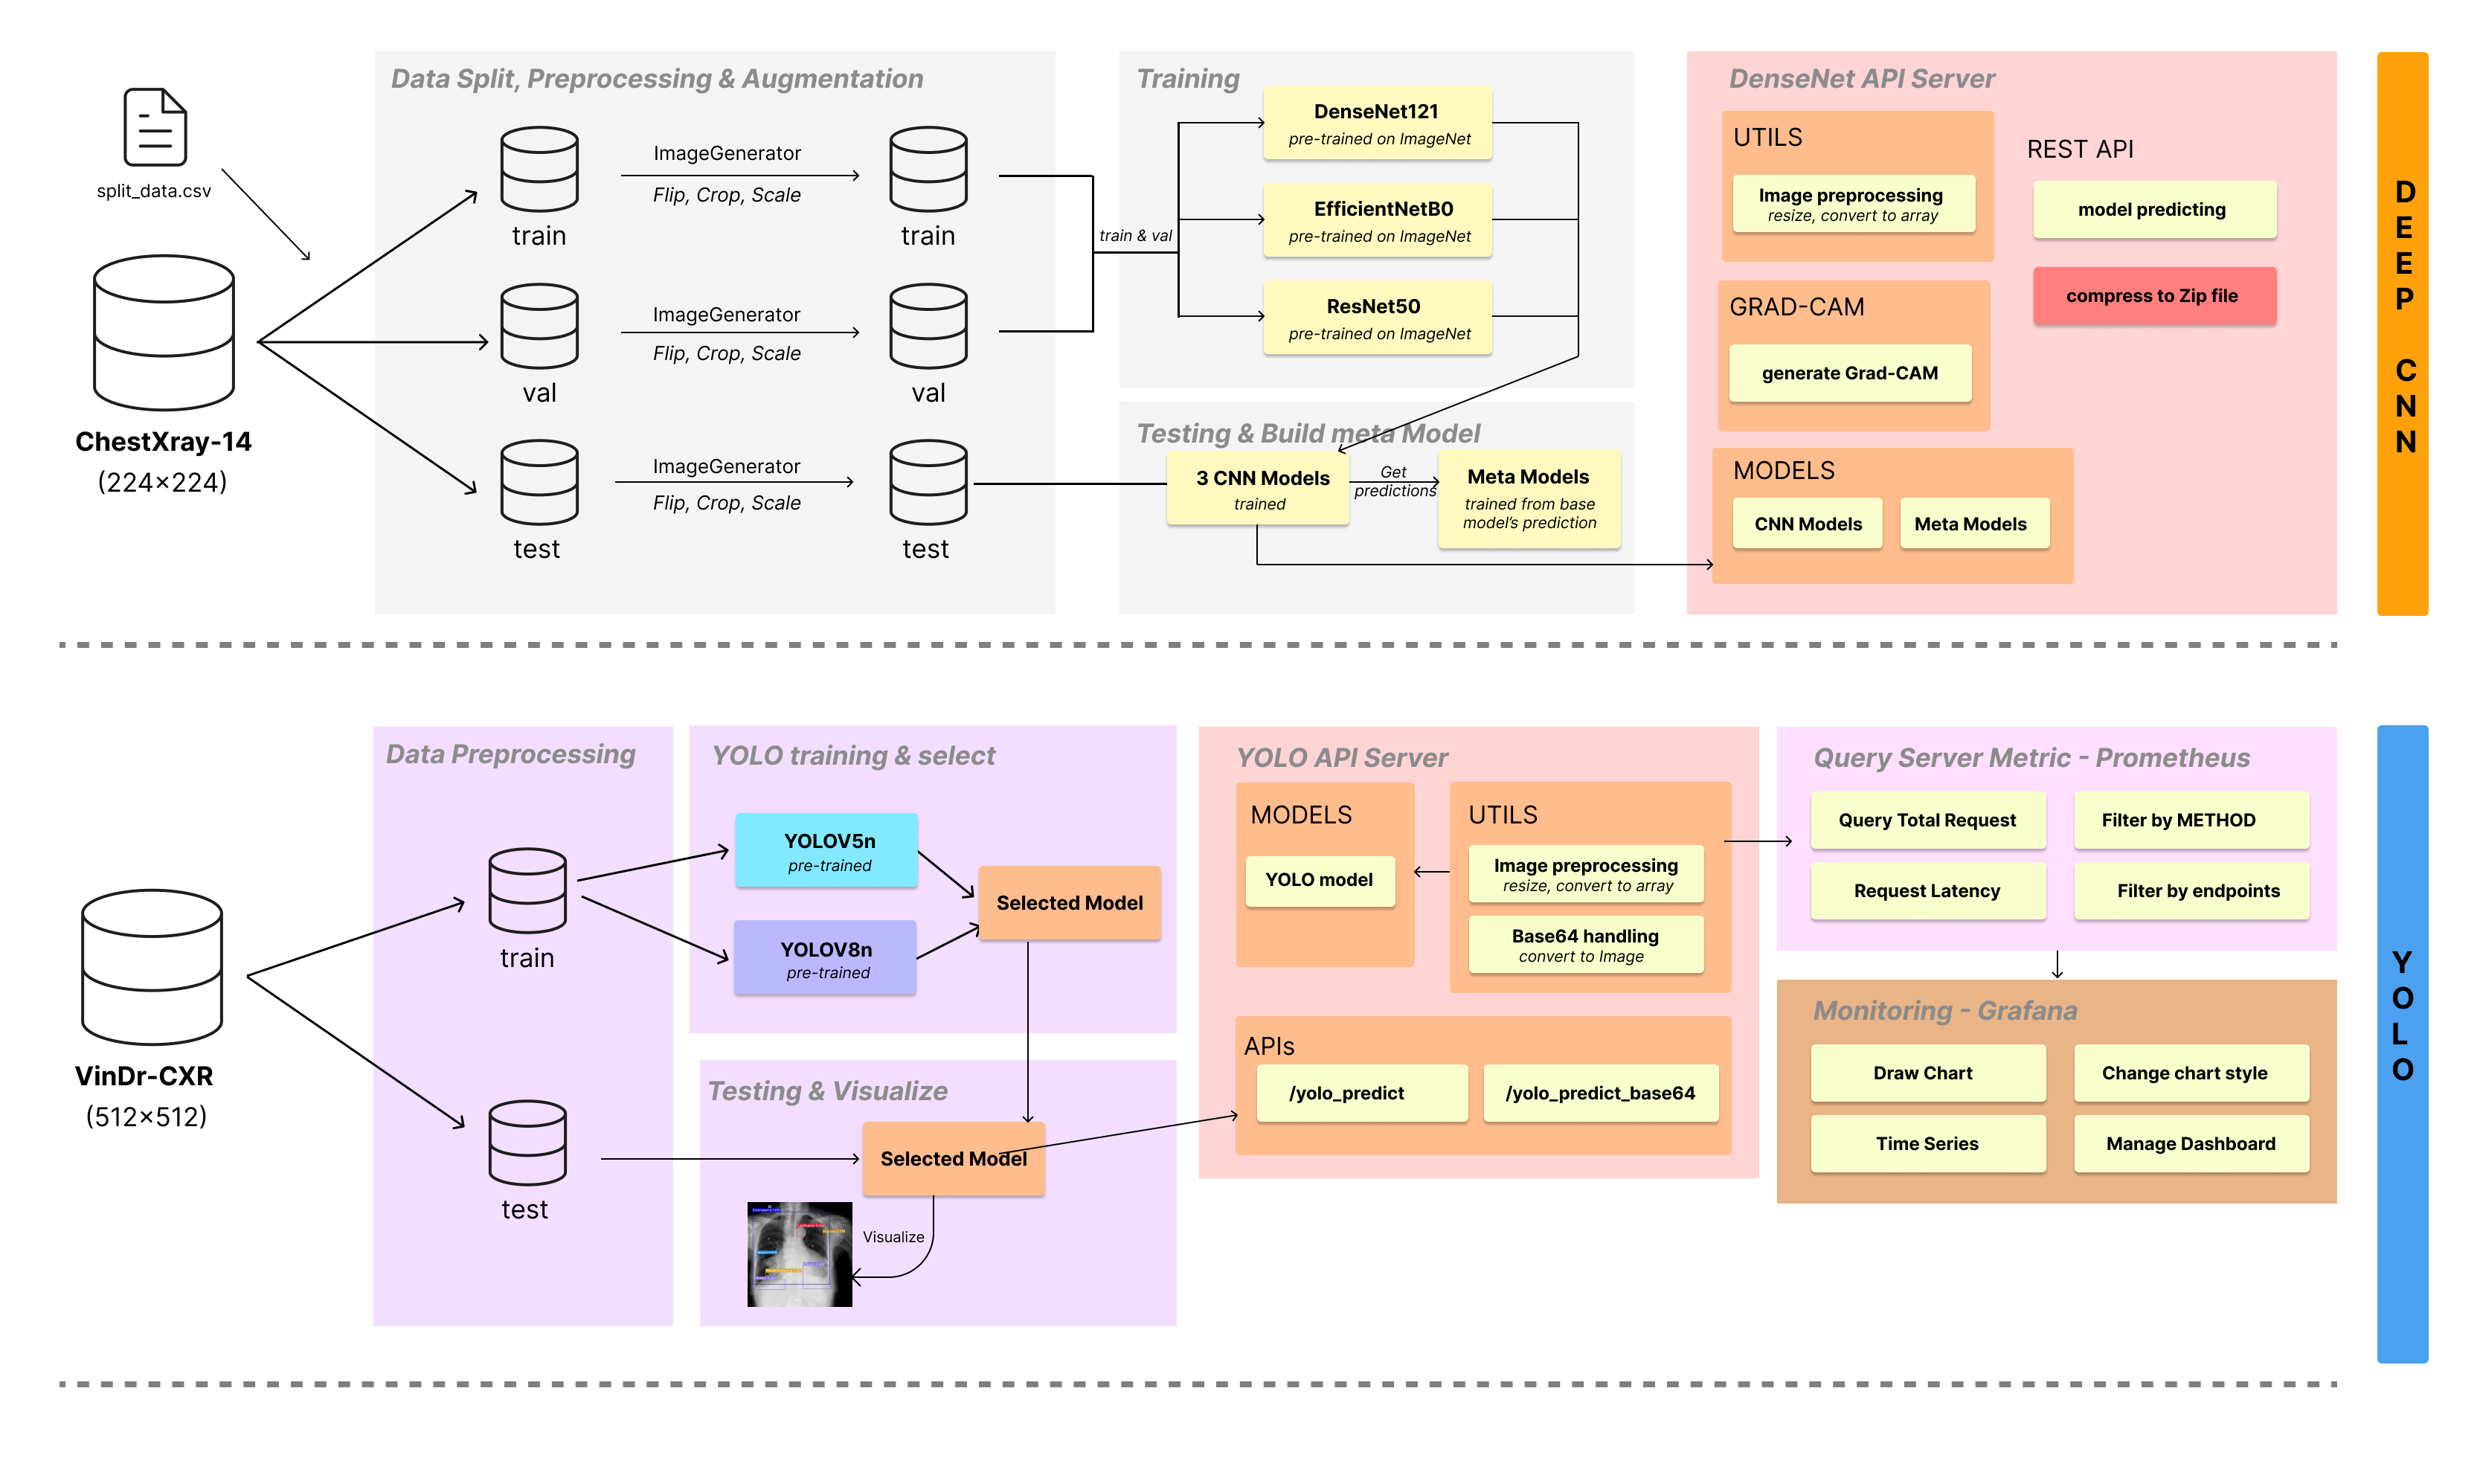 split_data.csv
ChestXray-14
(224×224)
Data Split, Preprocessing & Augmentation
train
ImageGenerator
Flip, Crop, Scale
train
val
ImageGenerator
Flip, Crop, Scale
val
test
ImageGenerator
Flip, Crop, Scale
test
train & val
Training
DenseNet121
pre-trained on ImageNet
EfficientNetB0
pre-trained on ImageNet
ResNet50
pre-trained on ImageNet
Testing & Build meta Model
3 CNN Models
trained
Get
predictions
Meta Models
trained from base
model's prediction
DenseNet API Server
UTILS
Image preprocessing
resize, convert to array
GRAD-CAM
generate Grad-CAM
MODELS
CNN Models
Meta Models
REST API
model predicting
compress to Zip file
DEEP CNN
VinDr-CXR
(512×512)
Data Preprocessing
train
test
YOLO training & select
YOLOV5n
pre-trained
YOLOV8n
pre-trained
Selected Model
Testing & Visualize
Selected Model
Visualize
YOLO API Server
MODELS
YOLO model
UTILS
Image preprocessing
resize, convert to array
Base64 handling
convert to Image
APIs
/yolo_predict
/yolo_predict_base64
Query Server Metric - Prometheus
Query Total Request
Filter by METHOD
Request Latency
Filter by endpoints
Monitoring - Grafana
Draw Chart
Change chart style
Time Series
Manage Dashboard
YOLO